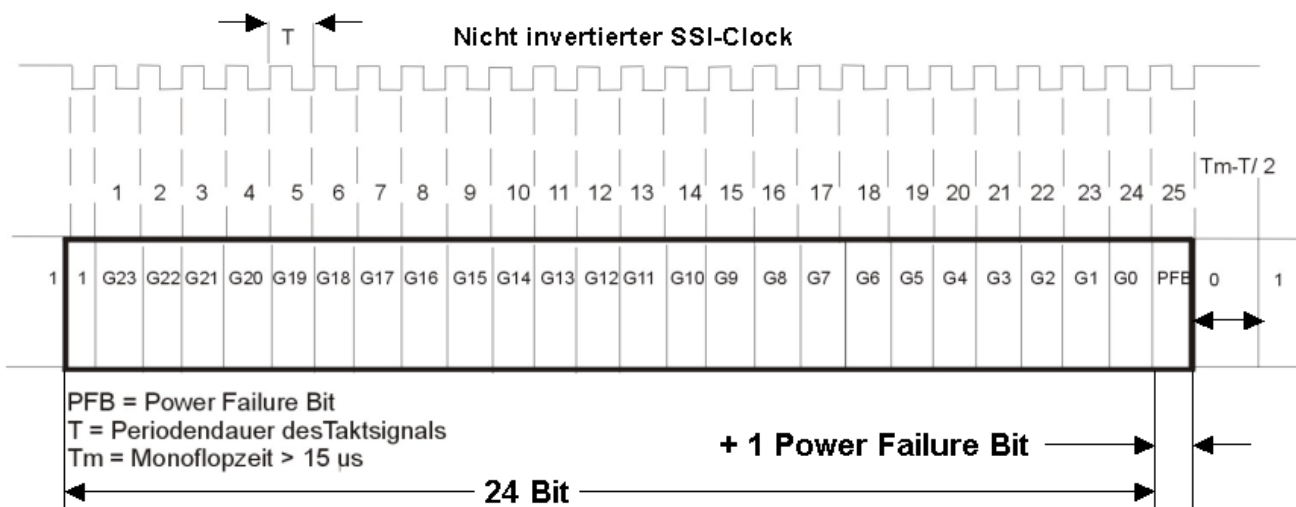 T Nicht invertierter SSI-Clock
Tm-T/ 2
1 2 3 4 5 6 7 8 9 10 11 12 13 14 15 16 17 18 19 20 21 22 23 24 25
1 1 G23 G22 G21 G20 G19 G18 G17 G16 G15 G14 G13 G12 G11 G10 G9 G8 G7 G6 G5 G4 G3 G2 G1 G0 PFB 0 1
PFB = Power Failure Bit
T = Periodendauer desTaktsignals
Tm = Monoflopzeit > 15 µs
+ 1 Power Failure Bit
24 Bit